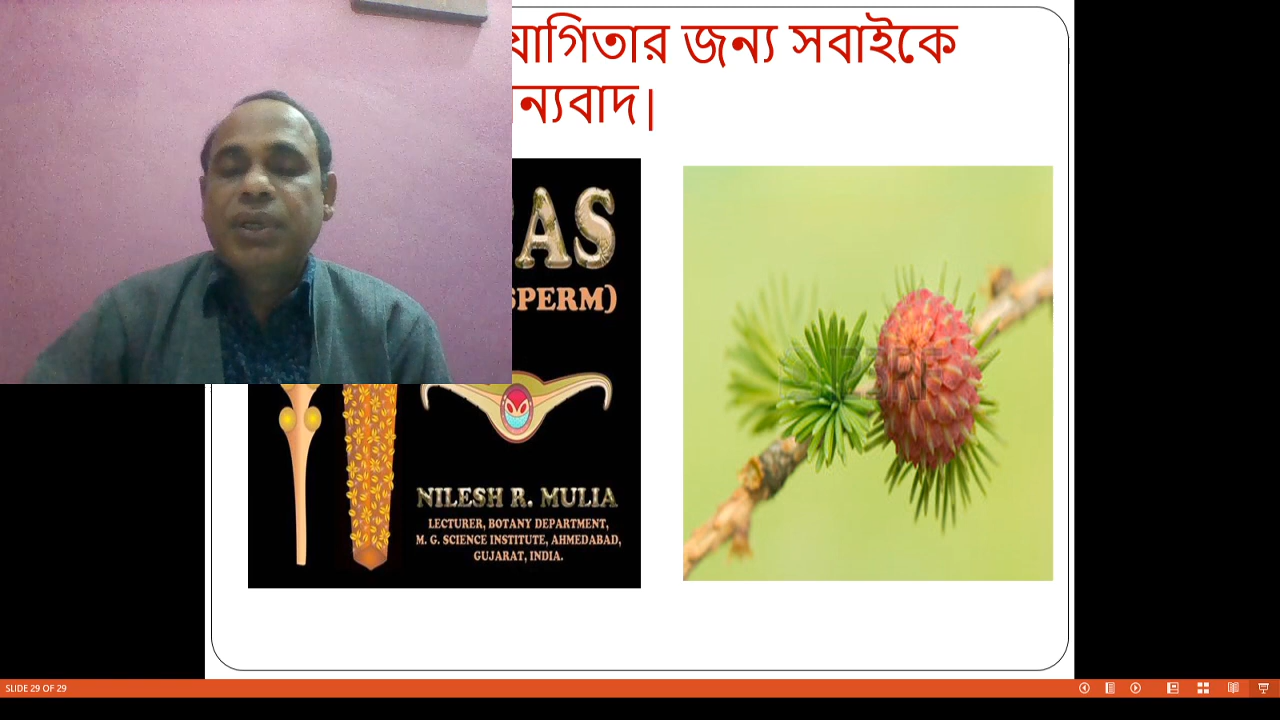 যোগিতার জন্য সবাইকে
ন্যবাদ|
AS
SPERM)
NILESH R. MULIA
LECTURER, BOTANY DEPARTMENT,
M. G. SCIENCE INSTITUTE, AHMEDABAD,
GUJARAT, INDIA.
123RF
SLIDE 29 OF 29